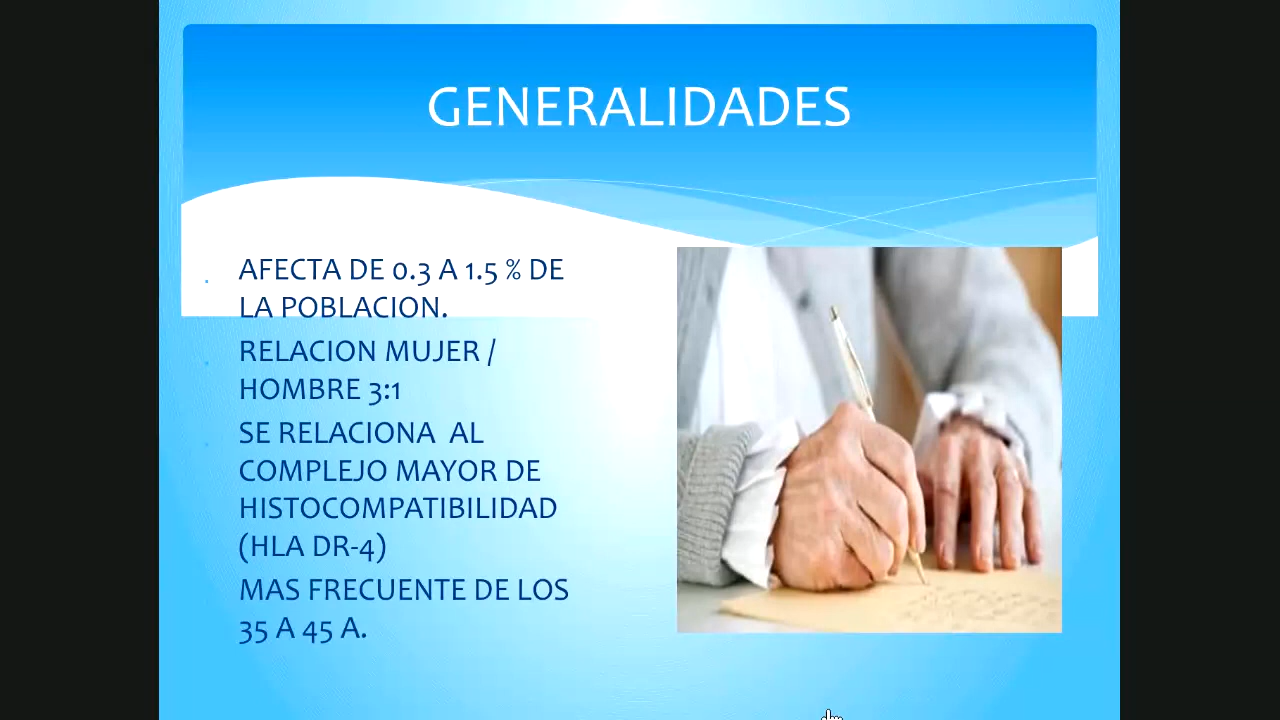 GENERALIDADES
AFECTA DE 0.3 A 1.5 % DE
LA POBLACION.
RELACION MUJER /
HOMBRE 3:1
SE RELACIONA AL
COMPLEJO MAYOR DE
HISTOCOMPATIBILIDAD
(HLA DR-4)
MAS FRECUENTE DE LOS
35 A 45 A.